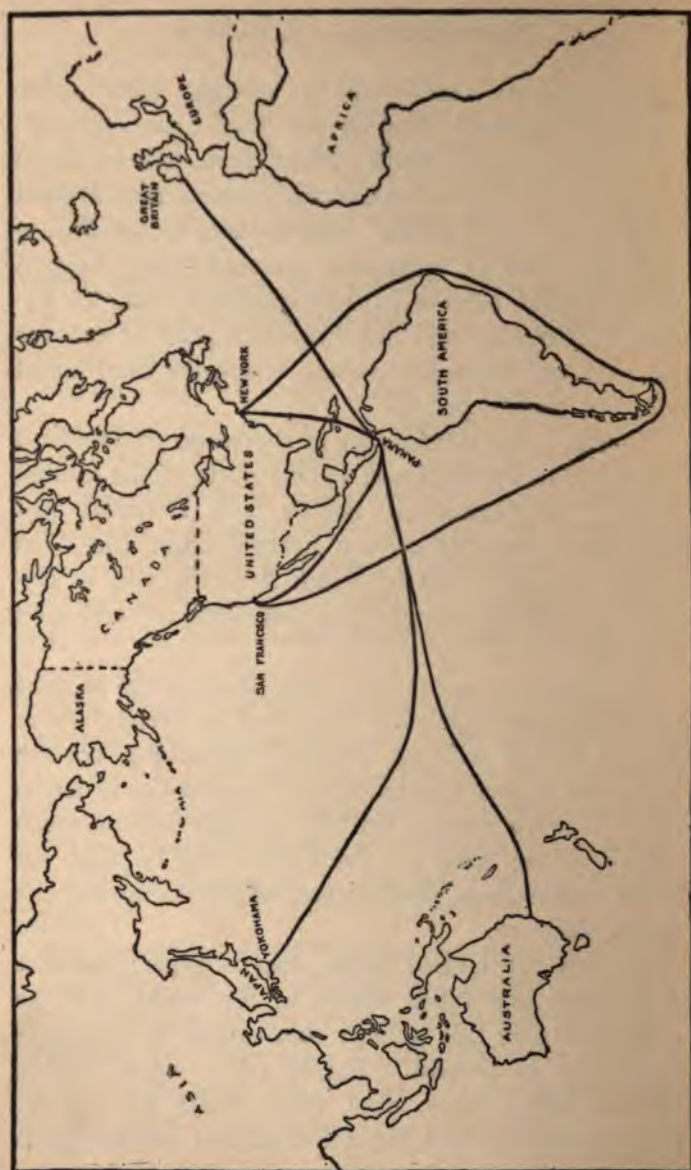 EUROPE
AFRICA
GREAT
BRITAIN
NEW YORK
SOUTH AMERICA
PANAMA
UNITED STATES
CANADA
SAN FRANCISCO
ALASKA
YOKOHAMA
JAPAN
AUSTRALIA
ASIA